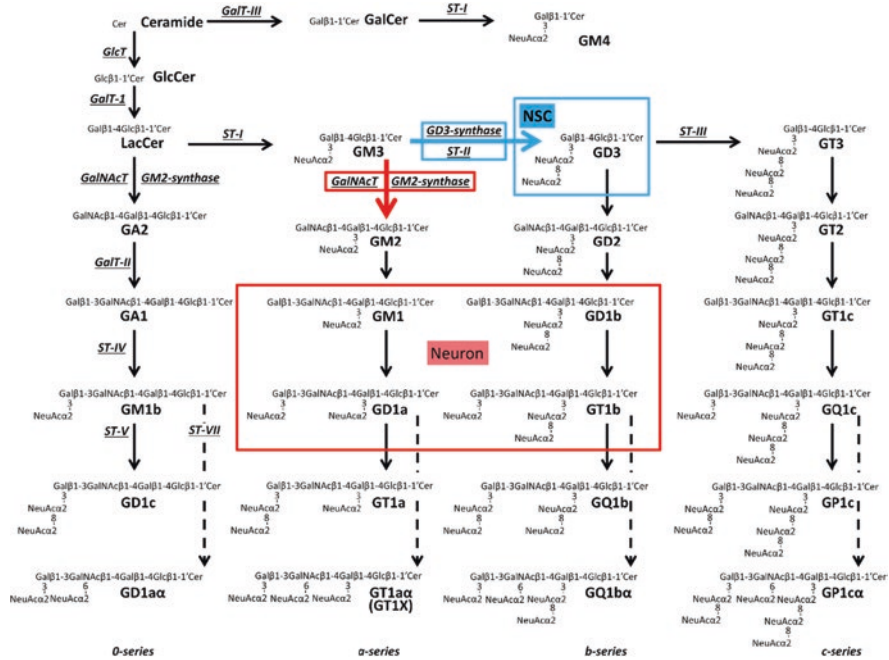 Cer Ceramide GalT-III Galβ1-1'Cer GalCer ST-I Galβ1-1'Cer
3
NeuAcα2 GM4
GlcT
Glcβ1-1'Cer GlcCer
GalT-1
NSC
Galβ1-4Glcβ1-1'Cer ST-I Galβ1-4Glcβ1-1'Cer GD3-synthase Galβ1-4Glcβ1-1'Cer ST-III Galβ1-4Glcβ1-1'Cer
LacCer 3 GM3 ST-II 3 GD3 3 GT3
NeuAcα2 NeuAcα2 NeuAcα2
8 8
NeuAcα2 NeuAcα2
8
NeuAcα2
GalNAcT GM2-synthase GalNAcT GM2-synthase
GalNAcβ1-4Galβ1-4Glcβ1-1'Cer GalNAcβ1-4Galβ1-4Glcβ1-1'Cer GalNAcβ1-4Galβ1-4Glcβ1-1'Cer GalNAcβ1-4Galβ1-4Glcβ1-1'Cer
GA2 3 GM2 3 GD2 3 GT2
NeuAcα2 NeuAcα2 NeuAcα2
8 8
NeuAcα2 NeuAcα2
8
NeuAcα2
GalT-II
Galβ1-3GalNAcβ1-4Galβ1-4Glcβ1-1'Cer Galβ1-3GalNAcβ1-4Galβ1-4Glcβ1-1'Cer Galβ1-3GalNAcβ1-4Galβ1-4Glcβ1-1'Cer Galβ1-3GalNAcβ1-4Galβ1-4Glcβ1-1'Cer
GA1 3 GM1 3 GD1b 3 GT1c
NeuAcα2 NeuAcα2 NeuAcα2
8 8
NeuAcα2 NeuAcα2
8
NeuAcα2
ST-IV Neuron
Galβ1-3GalNAcβ1-4Galβ1-4Glcβ1-1'Cer Galβ1-3GalNAcβ1-4Galβ1-4Glcβ1-1'Cer Galβ1-3GalNAcβ1-4Galβ1-4Glcβ1-1'Cer Galβ1-3GalNAcβ1-4Galβ1-4Glcβ1-1'Cer
3 GM1b 3 3 GD1a 3 3 GT1b 3 3 GQ1c
NeuAcα2 NeuAcα2 NeuAcα2 NeuAcα2 NeuAcα2 NeuAcα2 NeuAcα2
8 8
NeuAcα2 NeuAcα2
8
NeuAcα2
ST-V ST-VII
Galβ1-3GalNAcβ1-4Galβ1-4Glcβ1-1'Cer Galβ1-3GalNAcβ1-4Galβ1-4Glcβ1-1'Cer Galβ1-3GalNAcβ1-4Galβ1-4Glcβ1-1'Cer Galβ1-3GalNAcβ1-4Galβ1-4Glcβ1-1'Cer
3 GD1c 3 3 GT1a 3 3 GQ1b 3 3 GP1c
NeuAcα2 NeuAcα2 NeuAcα2 NeuAcα2 NeuAcα2 NeuAcα2 NeuAcα2
8 8 8 8 8 8
NeuAcα2 NeuAcα2 NeuAcα2 NeuAcα2 NeuAcα2 NeuAcα2
8
NeuAcα2
Galβ1-3GalNAcβ1-4Galβ1-4Glcβ1-1'Cer Galβ1-3GalNAcβ1-4Galβ1-4Glcβ1-1'Cer Galβ1-3GalNAcβ1-4Galβ1-4Glcβ1-1'Cer Galβ1-3GalNAcβ1-4Galβ1-4Glcβ1-1'Cer
3 6 GD1aα 3 6 3 GT1aα 3 6 3 GQ1bα 3 6 3 GP1cα
NeuAcα2 NeuAcα2 NeuAcα2 NeuAcα2 NeuAcα2 NeuAcα2 NeuAcα2 NeuAcα2 NeuAcα2 NeuAcα2 NeuAcα2
(GT1X)
8 8
NeuAcα2 NeuAcα2
8
NeuAcα2
0-series a-series b-series c-series